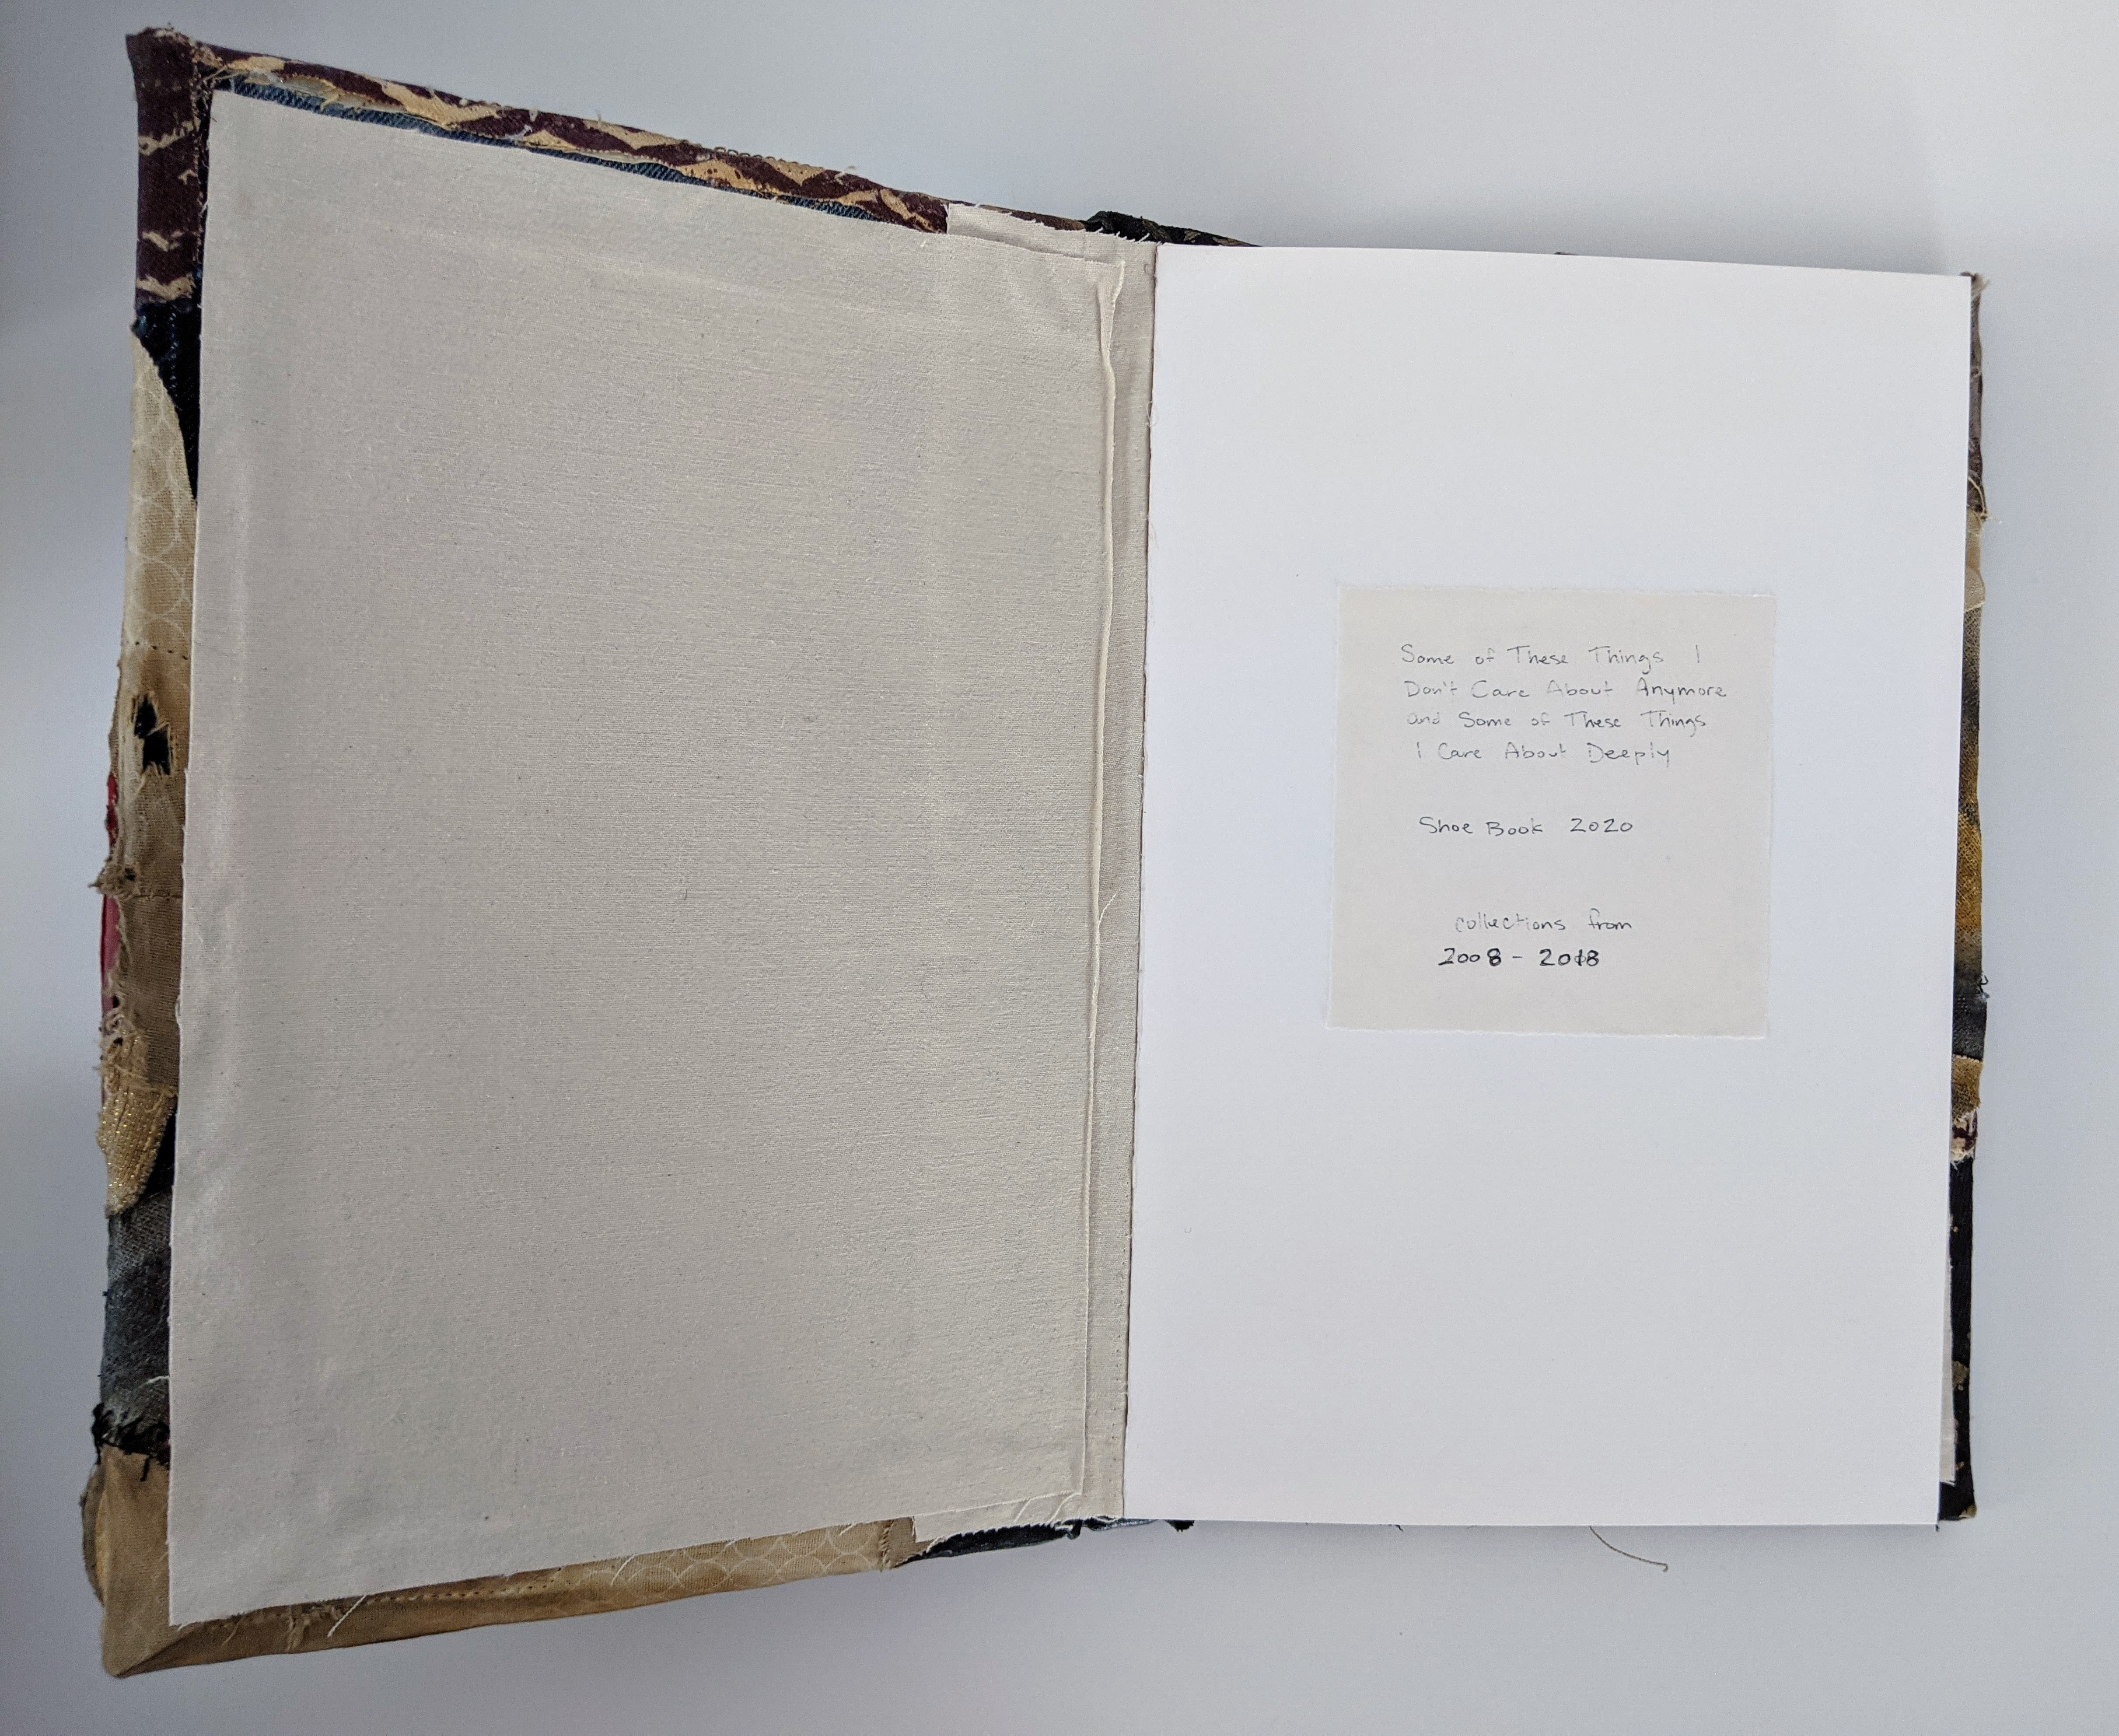 Some of These Things I
Don't Care About Anymore
and Some of These Things
I Care About Deeply
Shoe Book 2020
collections from
2008 - 2018